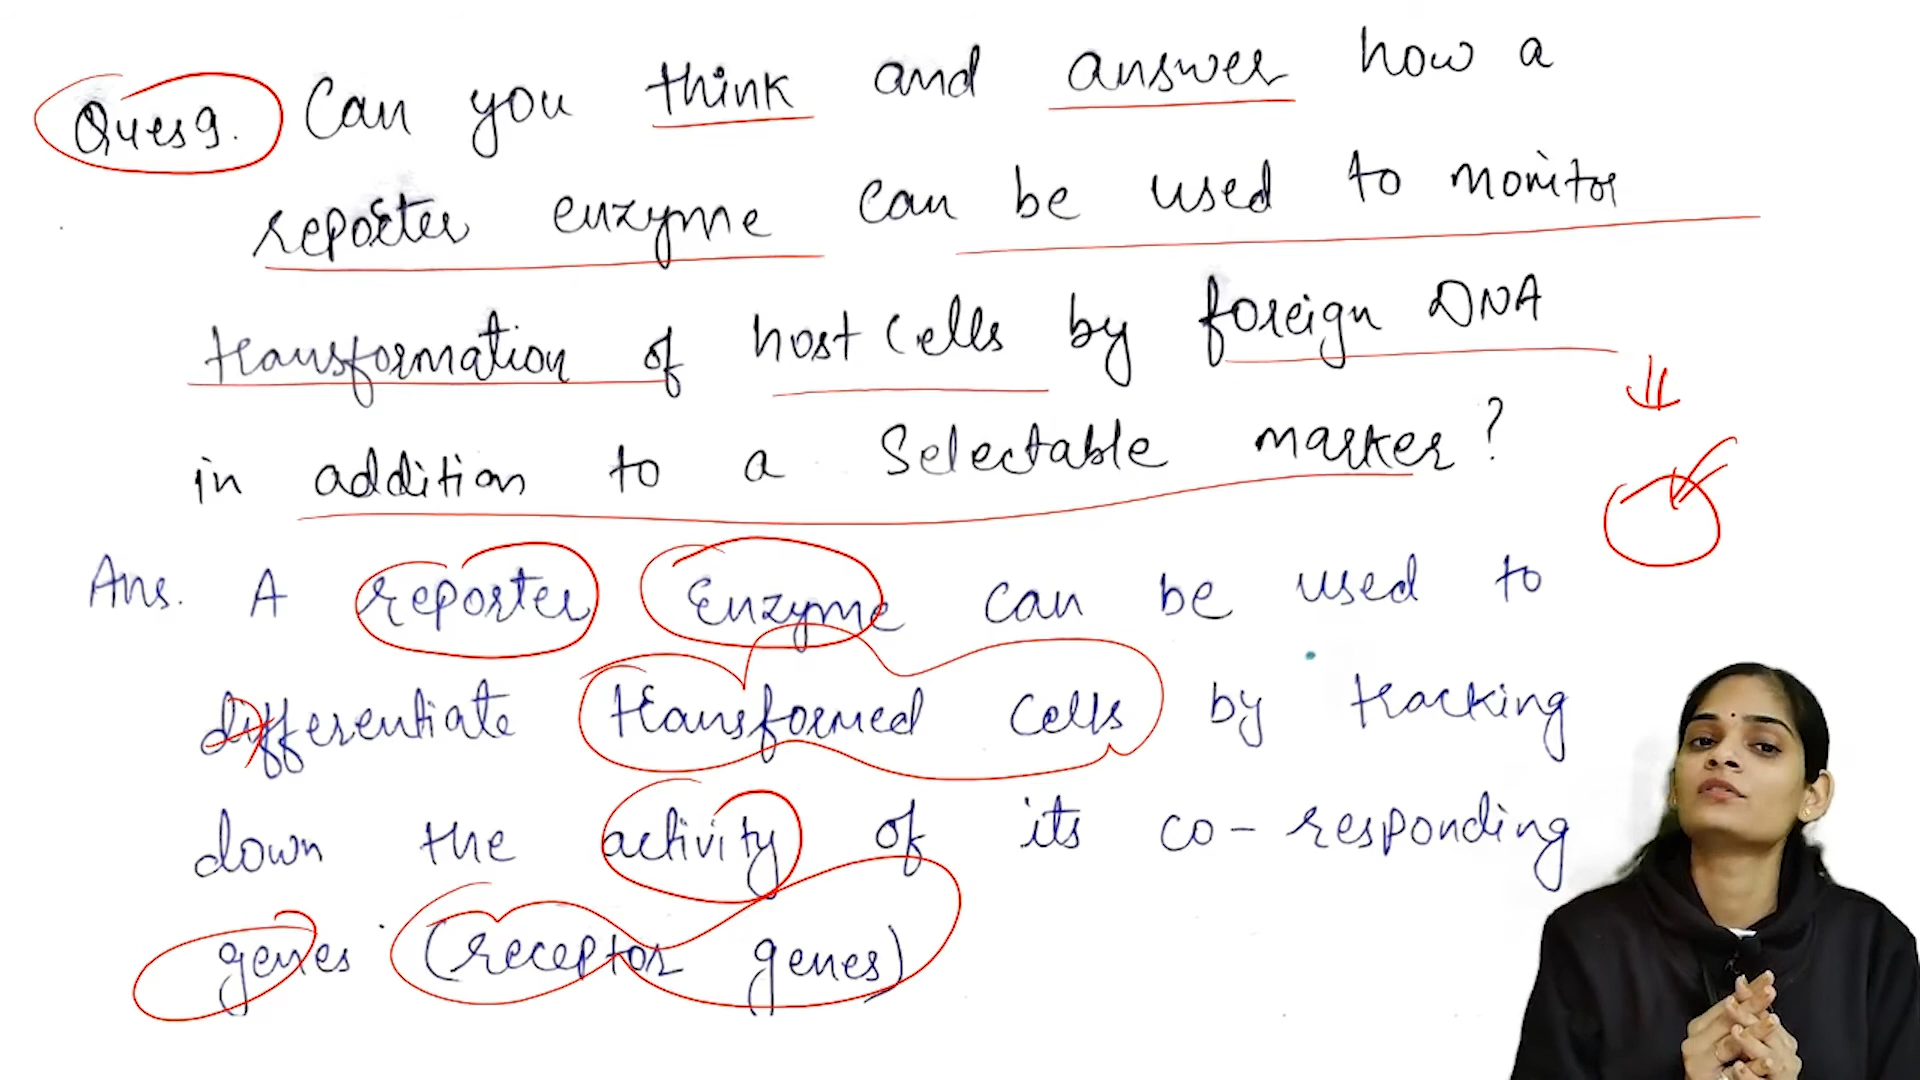 Ques9. Can you think and answer how a
reporter enzyme can be used to monitor
transformation of host cells by foreign DNA
in addition to a Selectable marker?
Ans. A reporter Enzyme can be used to
differentiate transformed cells by tracking
down the activity of its co-responding
genes (receptor genes)